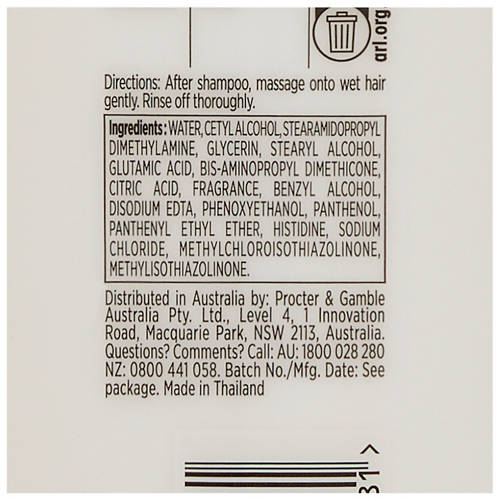 arl.org
Directions: After shampoo, massage onto wet hair
gently. Rinse off thoroughly.
Ingredients: WATER, CETYL ALCOHOL, STEARAMIDOPROPYL
DIMETHYLAMINE, GLYCERIN, STEARYL ALCOHOL,
GLUTAMIC ACID, BIS-AMINOPROPYL DIMETHICONE,
CITRIC ACID, FRAGRANCE, BENZYL ALCOHOL,
DISODIUM EDTA, PHENOXYETHANOL, PANTHENOL,
PANTHENYL ETHYL ETHER, HISTIDINE, SODIUM
CHLORIDE, METHYLCHLOROISOTHIAZOLINONE,
METHYLISOTHIAZOLINONE.
Distributed in Australia by: Procter & Gamble
Australia Pty. Ltd., Level 4, 1 Innovation
Road, Macquarie Park, NSW 2113, Australia.
Questions? Comments? Call: AU: 1800 028 280
NZ: 0800 441 058. Batch No./Mfg. Date: See
package. Made in Thailand